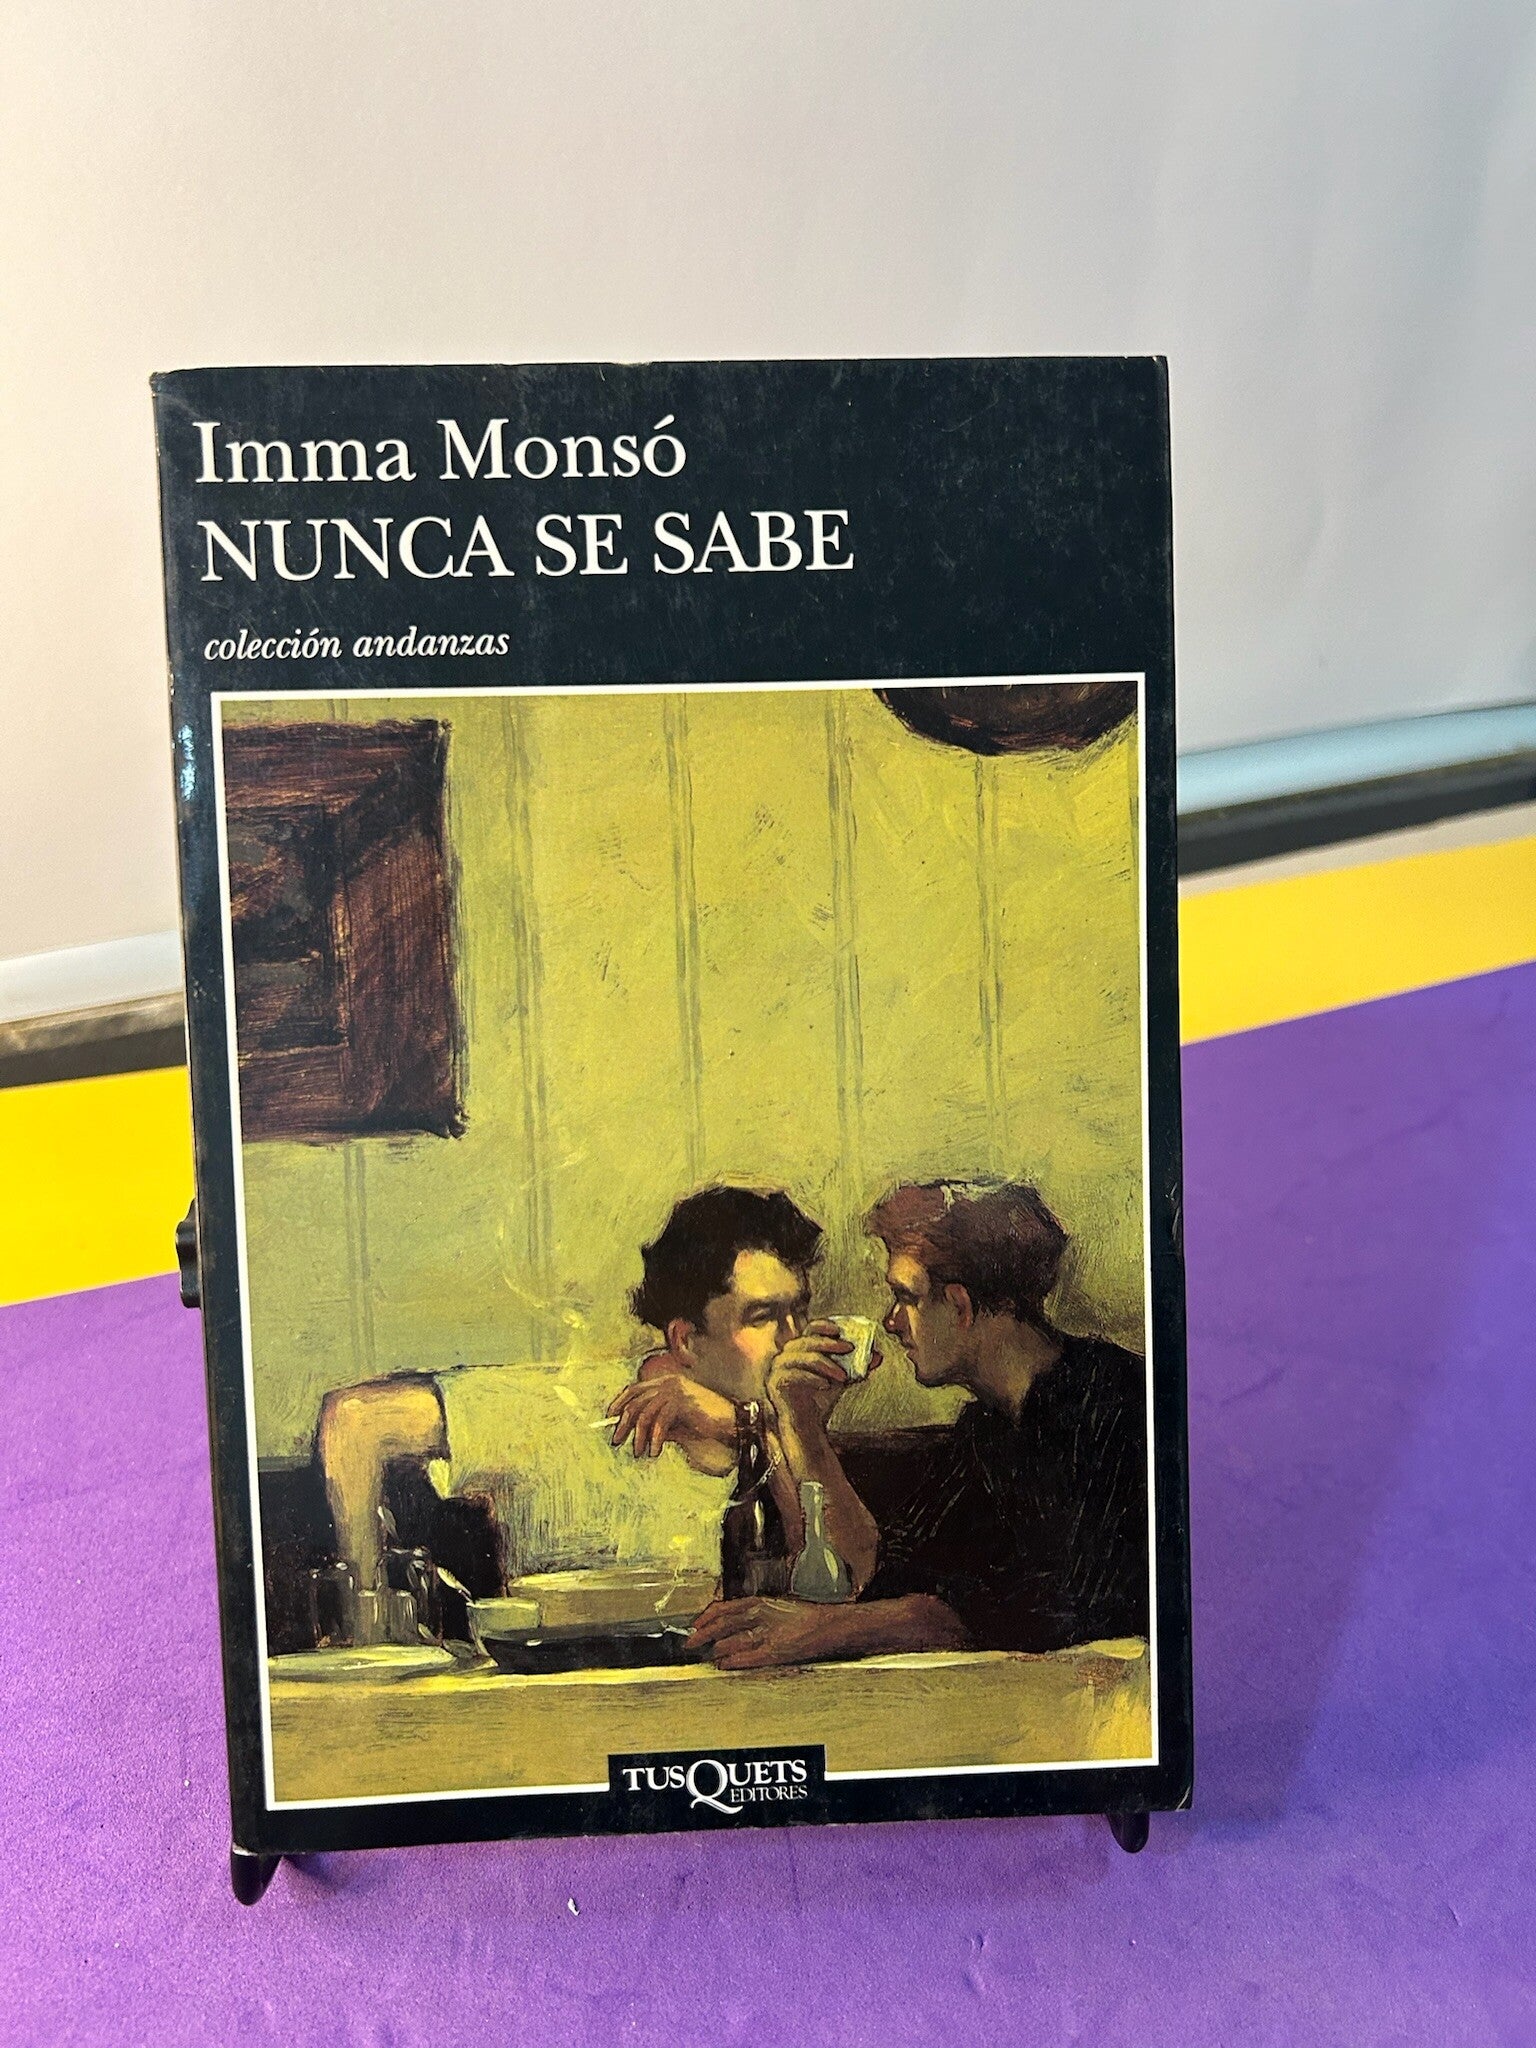 Imma Monsó
NUNCA SE SABE
colección andanzas
TUSQUETS
EDITORES